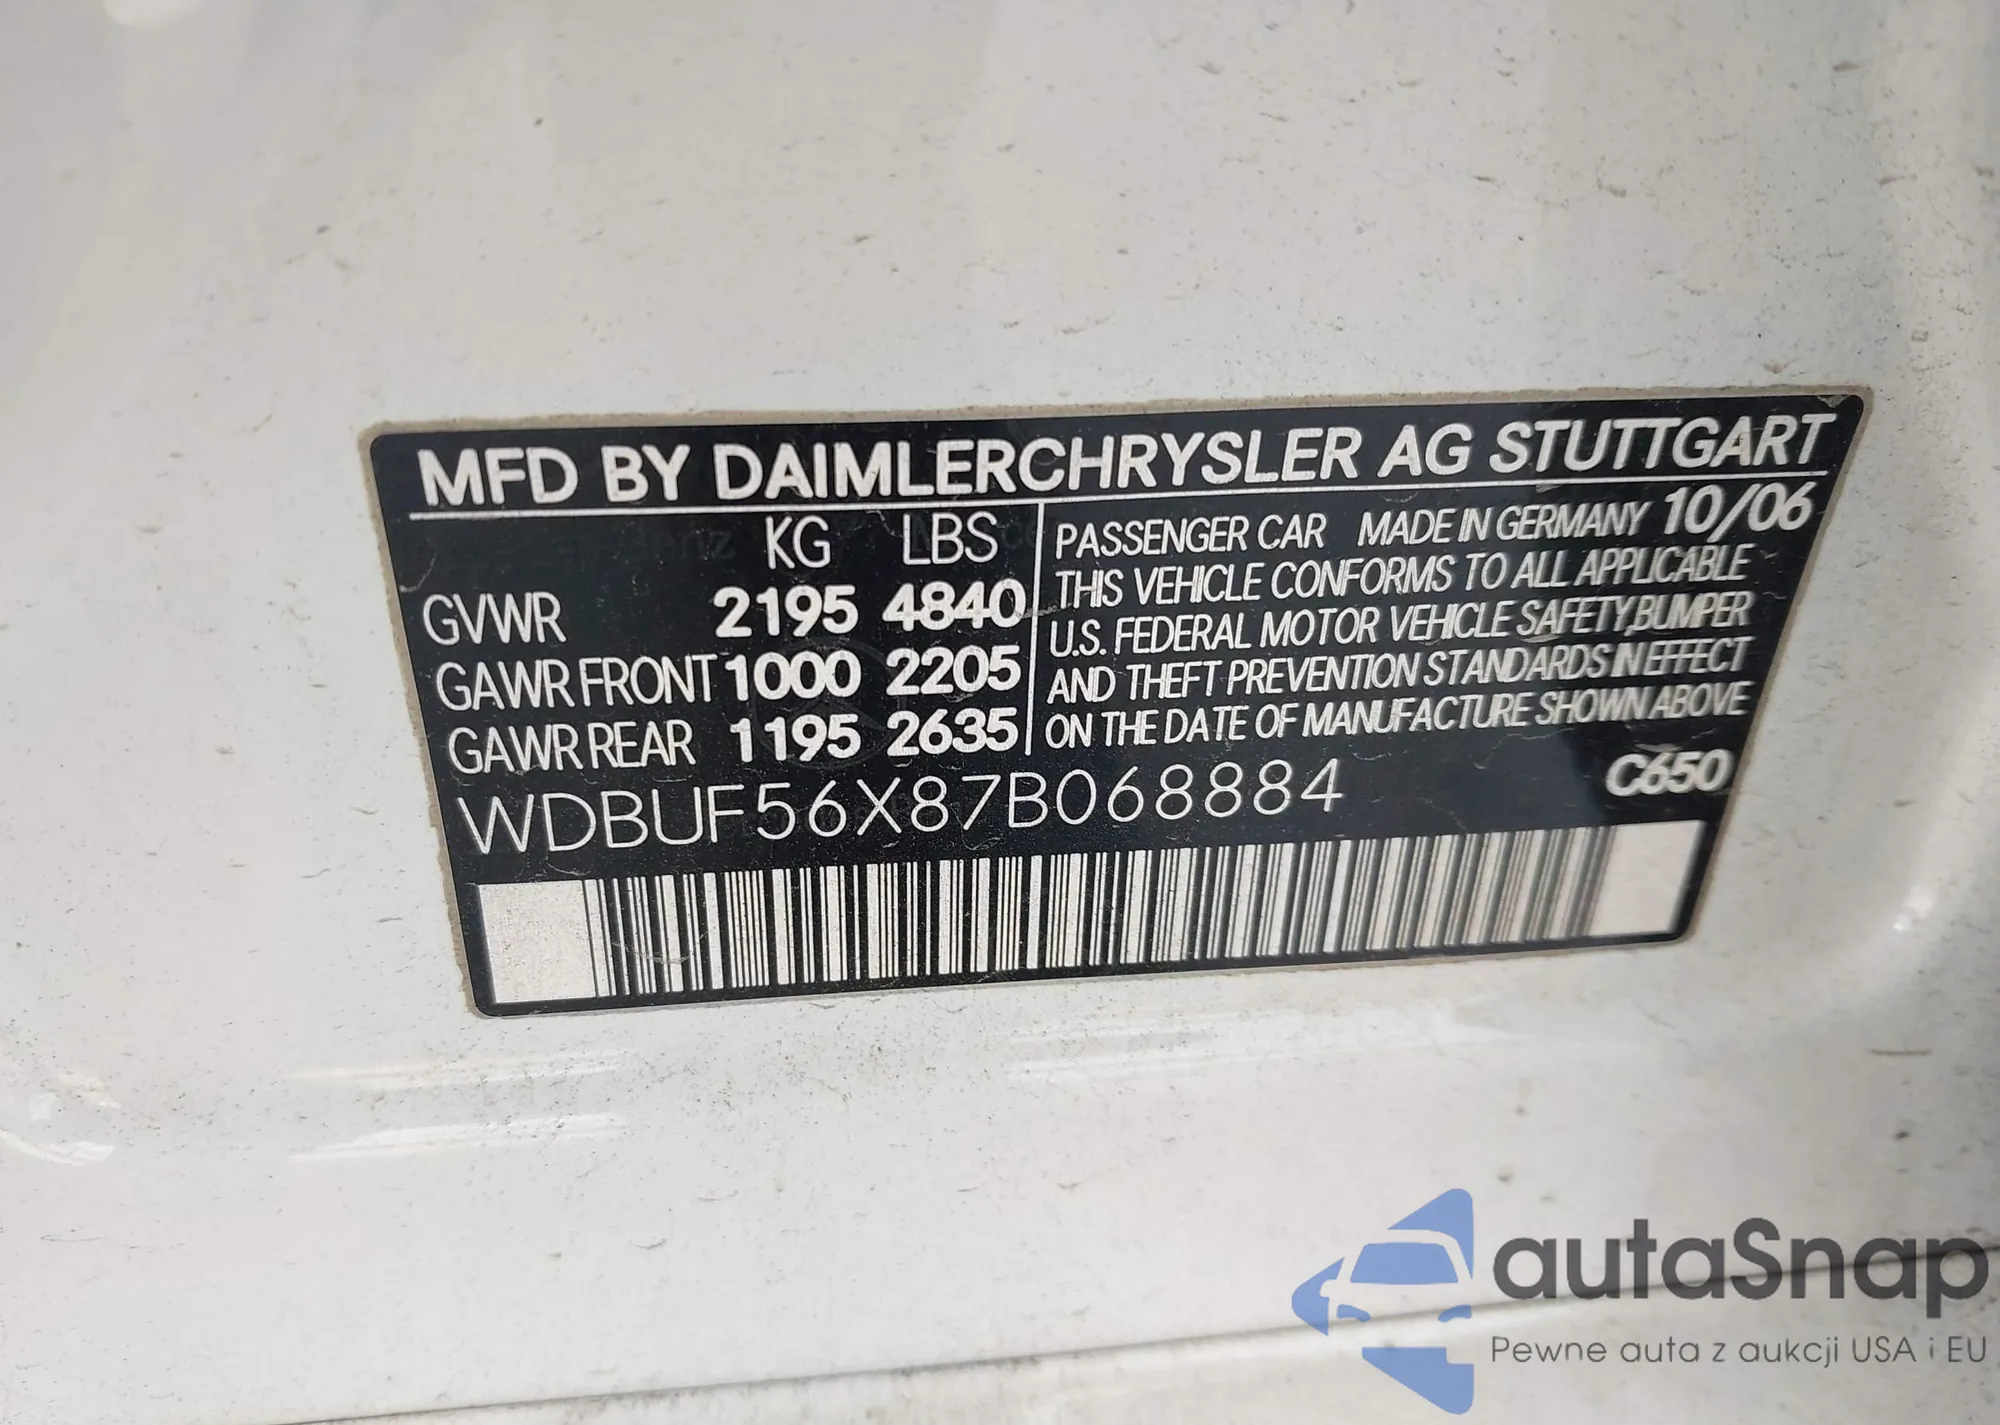 MFD BY DAIMLERCHRYSLER AG STUTTGART
KG LBS
GVWR 2195 4840
GAWR FRONT 1000 2205
GAWR REAR 1195 2635
PASSENGER CAR MADE IN GERMANY 10/06
THIS VEHICLE CONFORMS TO ALL APPLICABLE
U.S. FEDERAL MOTOR VEHICLE SAFETY,BUMPER
AND THEFT PREVENTION STANDARDS IN EFFECT
ON THE DATE OF MANUFACTURE SHOWN ABOVE
C650
WDBUF56X87B068884
autaSnap
Pewne auta z aukcji USA i EU